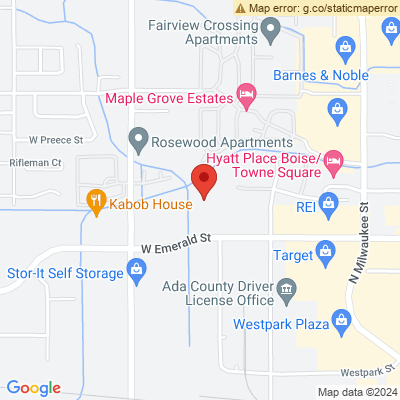 Map error: g.co/staticmaperror
Fairview Crossing
Apartments
Barnes & Noble
Maple Grove Estates
W Preece St
Rosewood Apartments
Rifleman Ct
Hyatt Place Boise/
Towne Square
Kabob House
REI
N Milwaukee St
W Emerald St
Target
Stor-It Self Storage
Ada County Driver
License Office
Westpark Plaza
Westpark St
Google
Map data ©2024